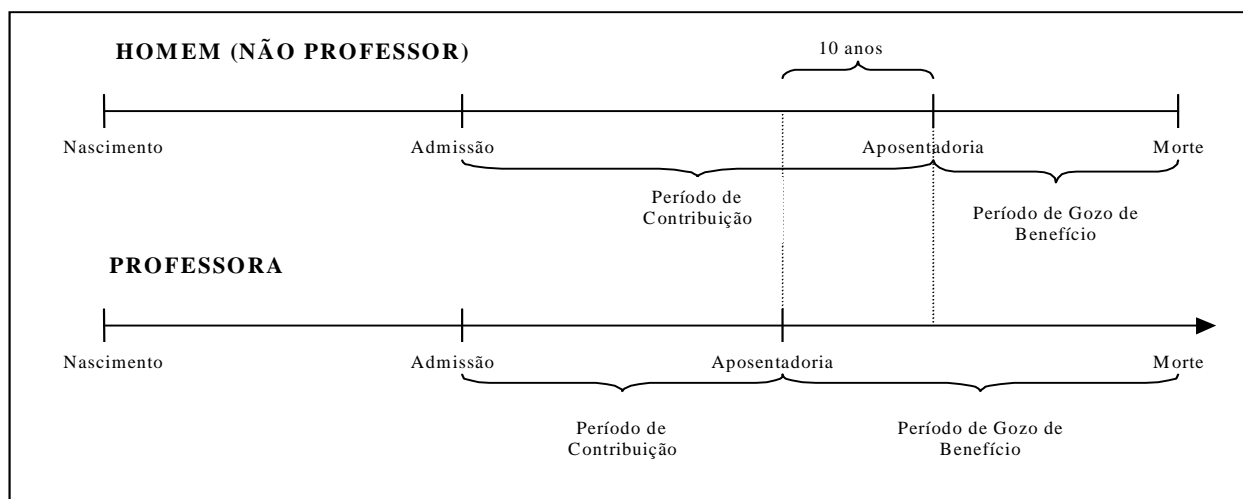 HOMEM (NÃO PROFESSOR)
10 anos
Nascimento
Admissão
Aposentadoria
Morte
Período de
Contribuição
Período de Gozo de
Benefício
PROFESSORA
Nascimento
Admissão
Aposentadoria
Morte
Período de
Contribuição
Período de Gozo de
Benefício